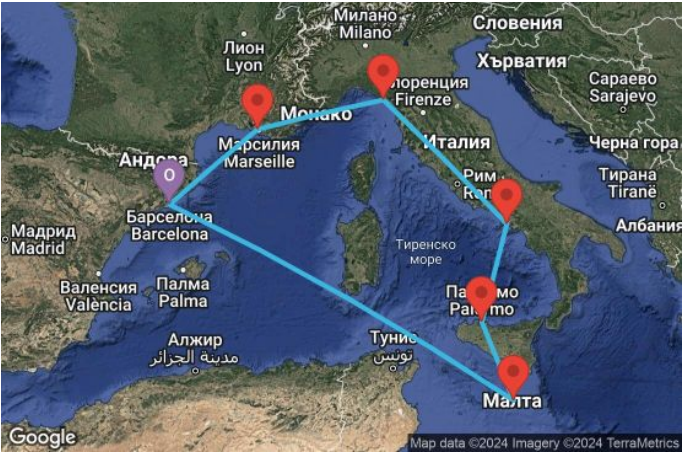 Милано
Milano
Словения
Лион
Lyon
Хърватия
лоренция
Firenze
Сараево
Sarajevo
Монако
Марсилия
Marseille
Италия
Черна гора
Андора
Рим
Тирана
Tiranë
O
Барселона
Barcelona
Албания
Мадрид
Madrid
Тиренско
море
Валенсия
València
Палма
Palma
Алжир
مدينة الجزائر
Тунис
تونس
Малта
Google
Map data ©2024 Imagery ©2024 TerraMetrics